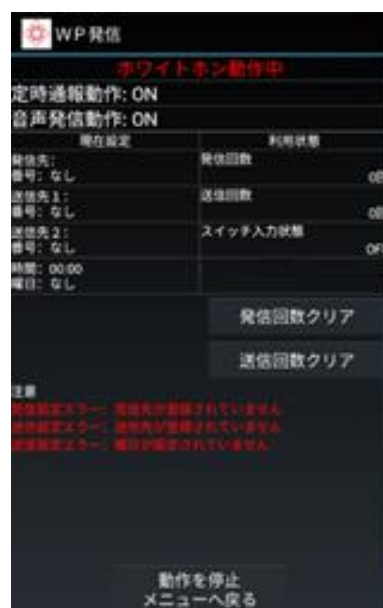 WP発信
ホワイトホン動作中
定時通報動作: ON
音声発信動作: ON
現在設定
利用状態
発信先:
番号: なし
発信回数
0回
送信先1:
番号: なし
送信回数
0回
送信先2:
番号: なし
スイッチ入力状態
OFF
時間: 00:00
曜日: なし
発信回数クリア
送信回数クリア
注意
発信設定エラー: 発信先が登録されていません
送信設定エラー: 送信先が登録されていません
送信設定エラー: 曜日が設定されていません
動作を停止
メニューへ戻る